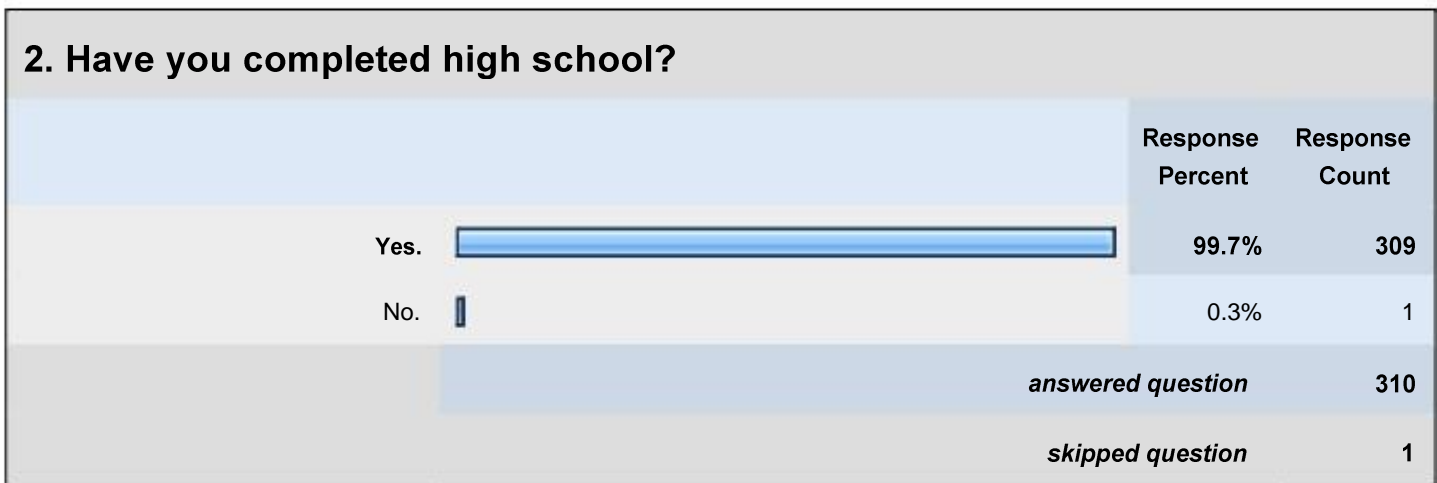 2. Have you completed high school?
Response Percent Response Count
Yes. 99.7% 309
No. 0.3% 1
answered question 310
skipped question 1